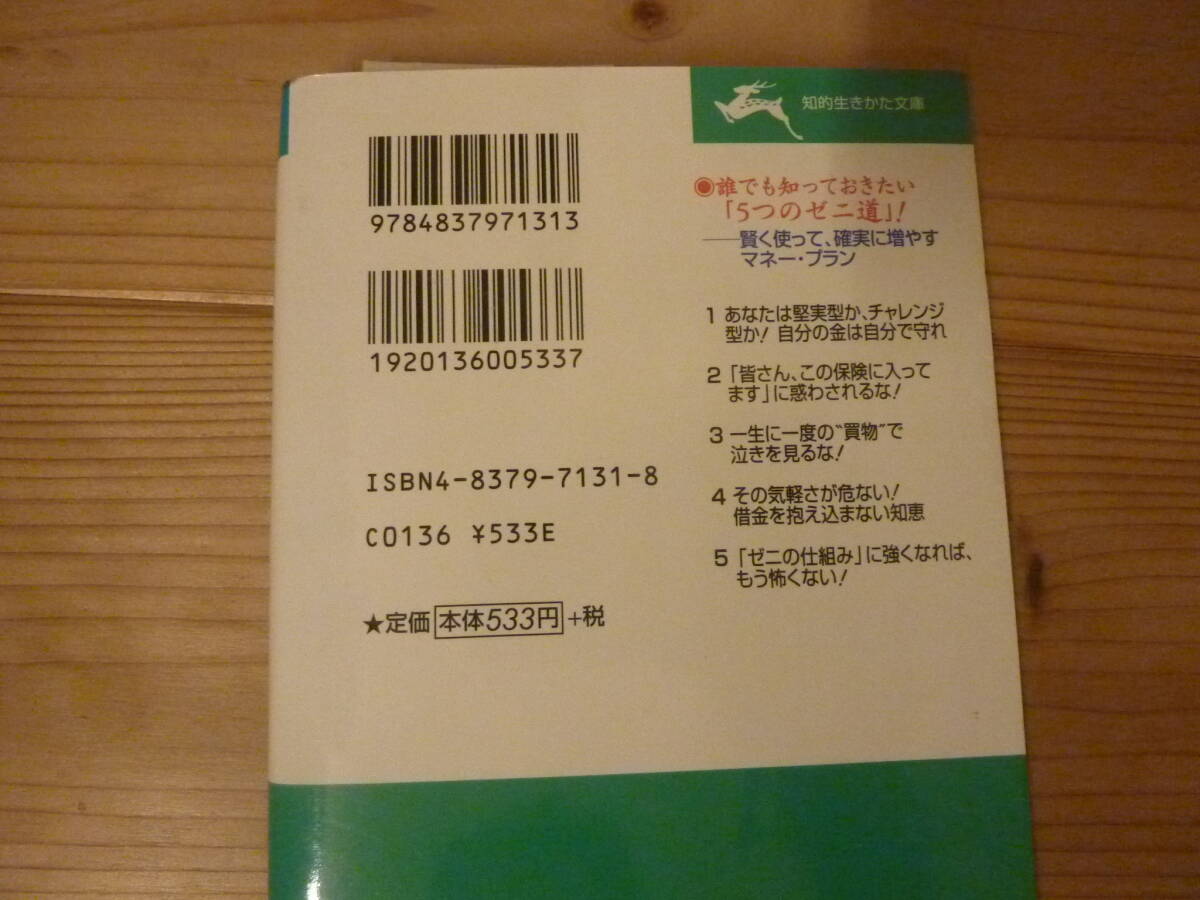 知的生きかた文庫
9784837971313
1920136005337
ISBN4-8379-7131-8
C0136 ¥533E
★定価 本体533円 +税
◉誰でも知っておきたい
「5つのゼニ道」!
──賢く使って、確実に増やす
マネー・プラン
1 あなたは堅実型か、チャレンジ
型か! 自分の金は自分で守れ
2 「皆さん、この保険に入って
ます」に惑わされるな!
3 一生に一度の“買物”で
泣きを見るな!
4 その気軽さが危ない!
借金を抱え込まない知恵
5 「ゼニの仕組み」に強くなれば、
もう怖くない!